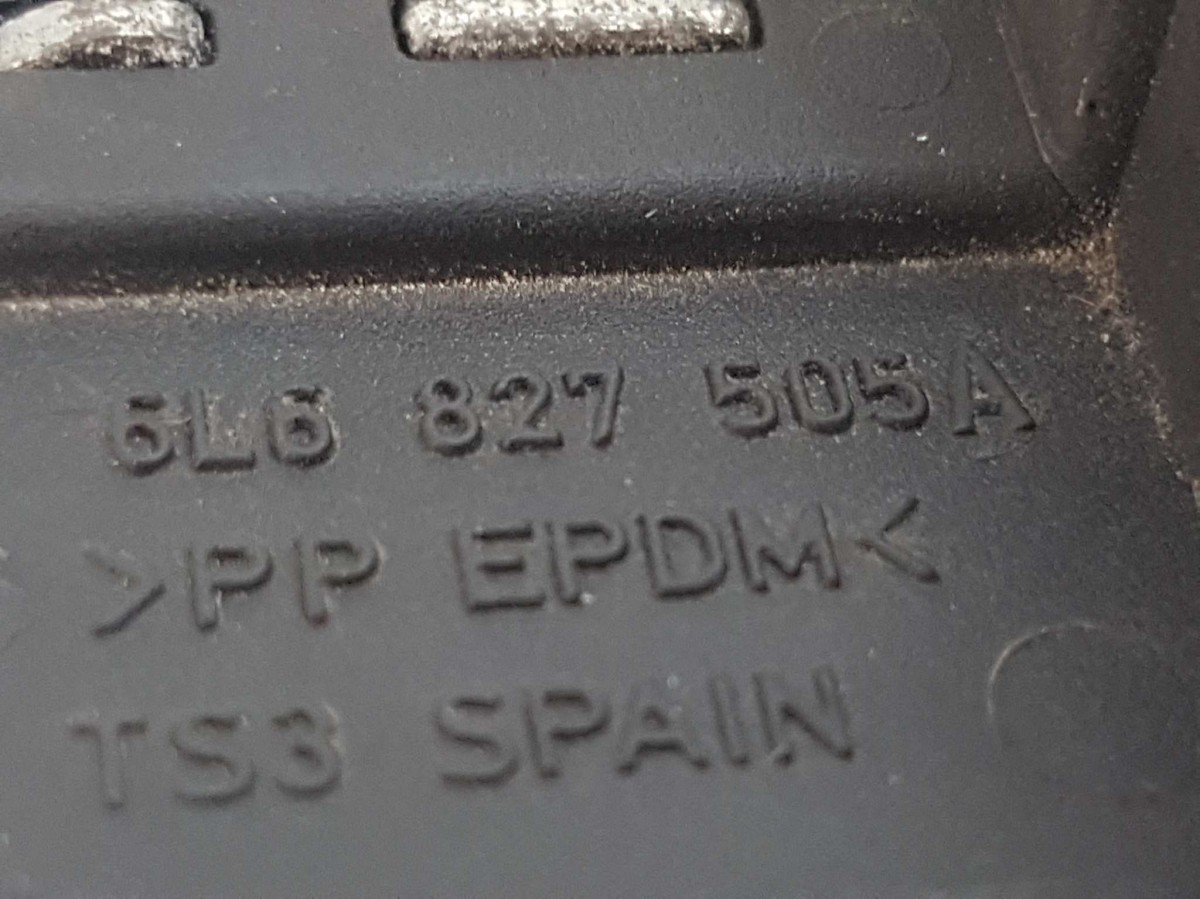 6L6 827 505A
>PP EPDM<
TS3 SPAIN